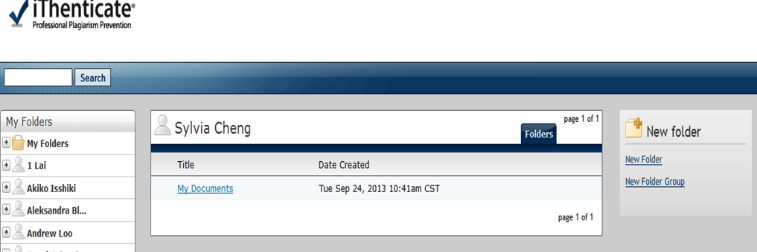 iThenticate®
Professional Plagiarism Prevention
Search
My Folders
My Folders
1 Lai
Akiko Isshiki
Aleksandra Bl...
Andrew Loo
Sylvia Cheng
Folders
page 1 of 1
Title Date Created
My Documents Tue Sep 24, 2013 10:41am CST
page 1 of 1
New folder
New Folder
New Folder Group